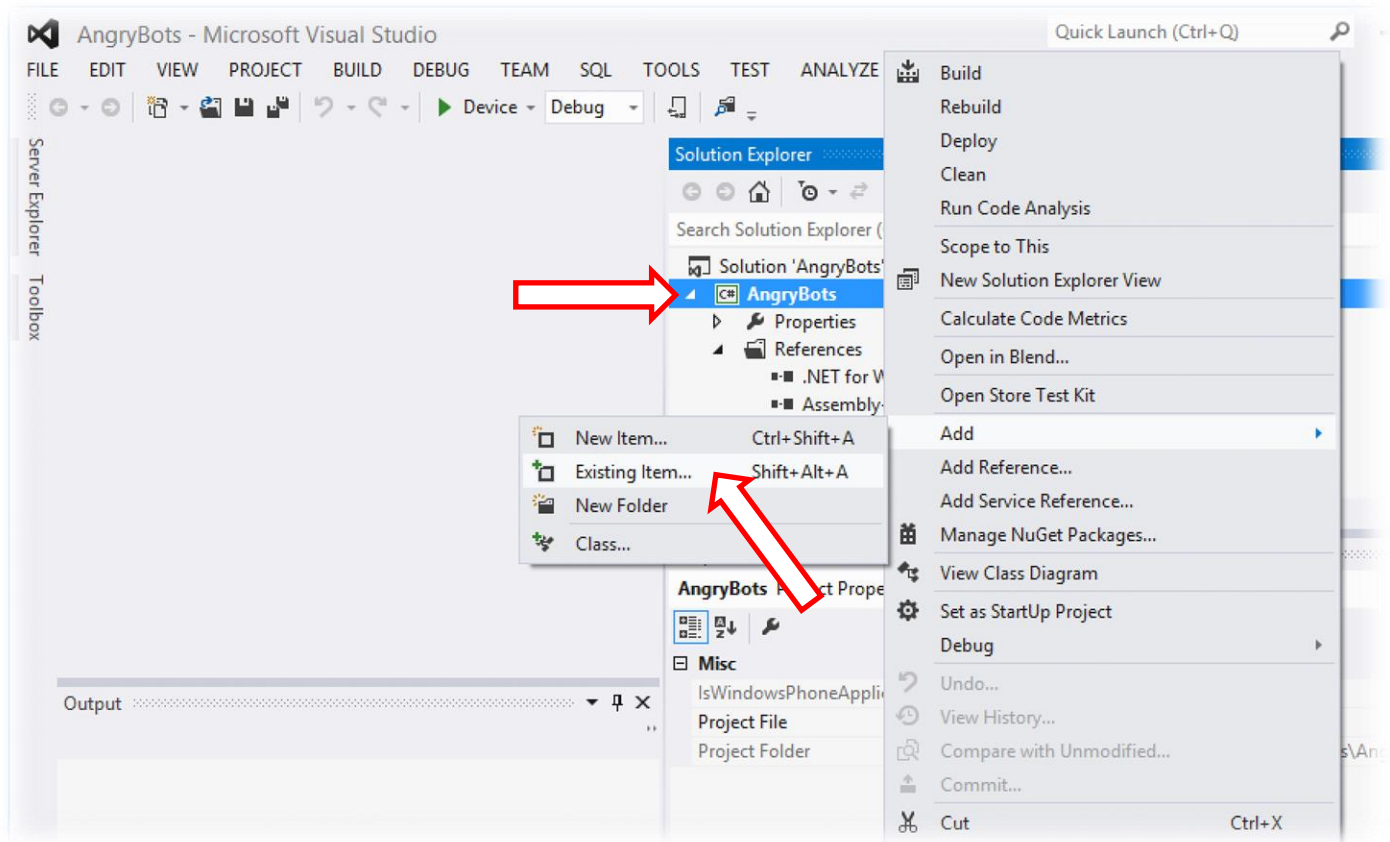 AngryBots - Microsoft Visual Studio
Quick Launch (Ctrl+Q)
FILE EDIT VIEW PROJECT BUILD DEBUG TEAM SQL TOOLS TEST ANALYZE
Device Debug
Server Explorer
Toolbox
Solution Explorer
Search Solution Explorer (
Solution 'AngryBots'
C# AngryBots
Properties
References
.NET for W
Assembly-
New Item... Ctrl+Shift+A
Existing Item... Shift+Alt+A
New Folder
Class...
Build
Rebuild
Deploy
Clean
Run Code Analysis
Scope to This
New Solution Explorer View
Calculate Code Metrics
Open in Blend...
Open Store Test Kit
Add
Add Reference...
Add Service Reference...
Manage NuGet Packages...
View Class Diagram
Set as StartUp Project
Debug
Undo...
View History...
Compare with Unmodified...
Commit...
Cut Ctrl+X
AngryBots
Misc
Project File
Project Folder
Output